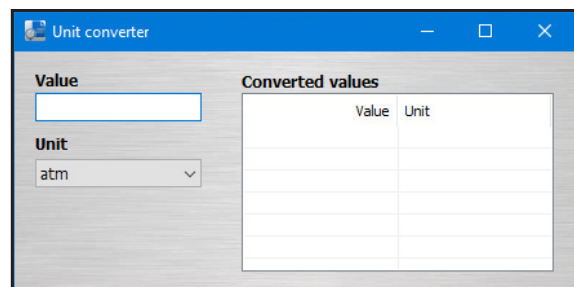 Unit converter
Value
Converted values
Value Unit
Unit
atm